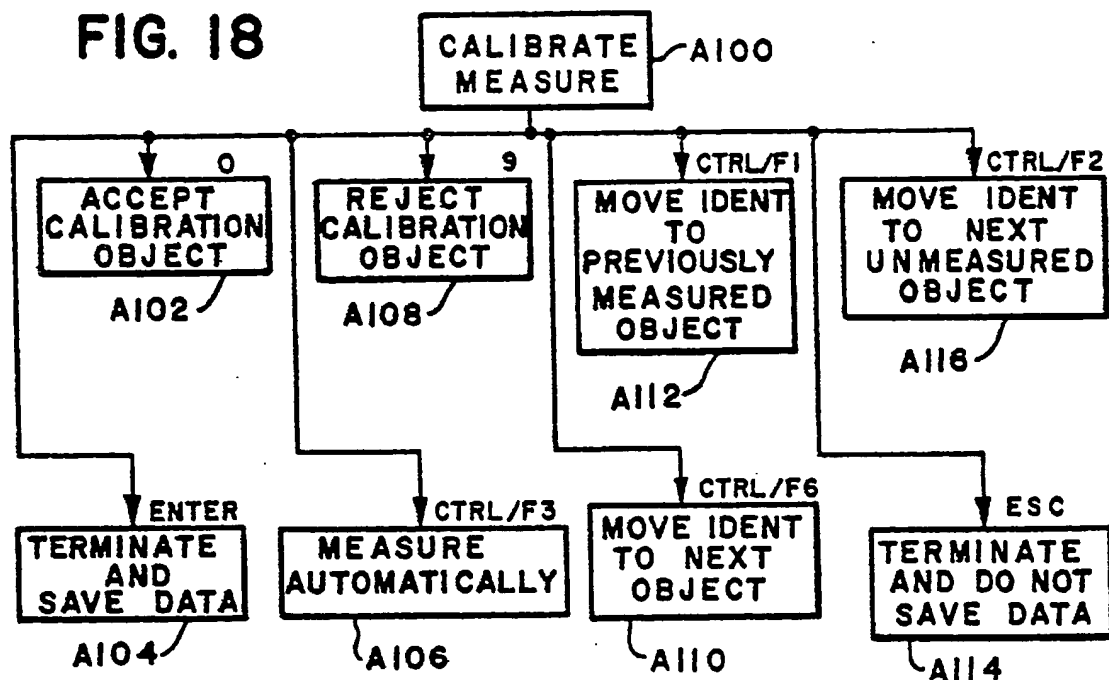 FIG. 18
CALIBRATE
MEASURE
A100
0
ACCEPT
CALIBRATION
OBJECT
A102
9
REJECT
CALIBRATION
OBJECT
A108
CTRL/F1
MOVE IDENT
TO
PREVIOUSLY
MEASURED
OBJECT
A112
CTRL/F2
MOVE IDENT
TO NEXT
UNMEASURED
OBJECT
A116
ENTER
TERMINATE
AND
SAVE DATA
A104
CTRL/F3
MEASURE
AUTOMATICALLY
A106
CTRL/F6
MOVE IDENT
TO NEXT
OBJECT
A110
ESC
TERMINATE
AND DO NOT
SAVE DATA
A114